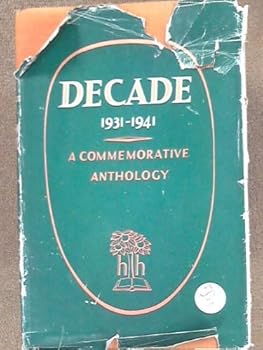 DECADE
1931-1941
A COMMEMORATIVE
ANTHOLOGY
hh